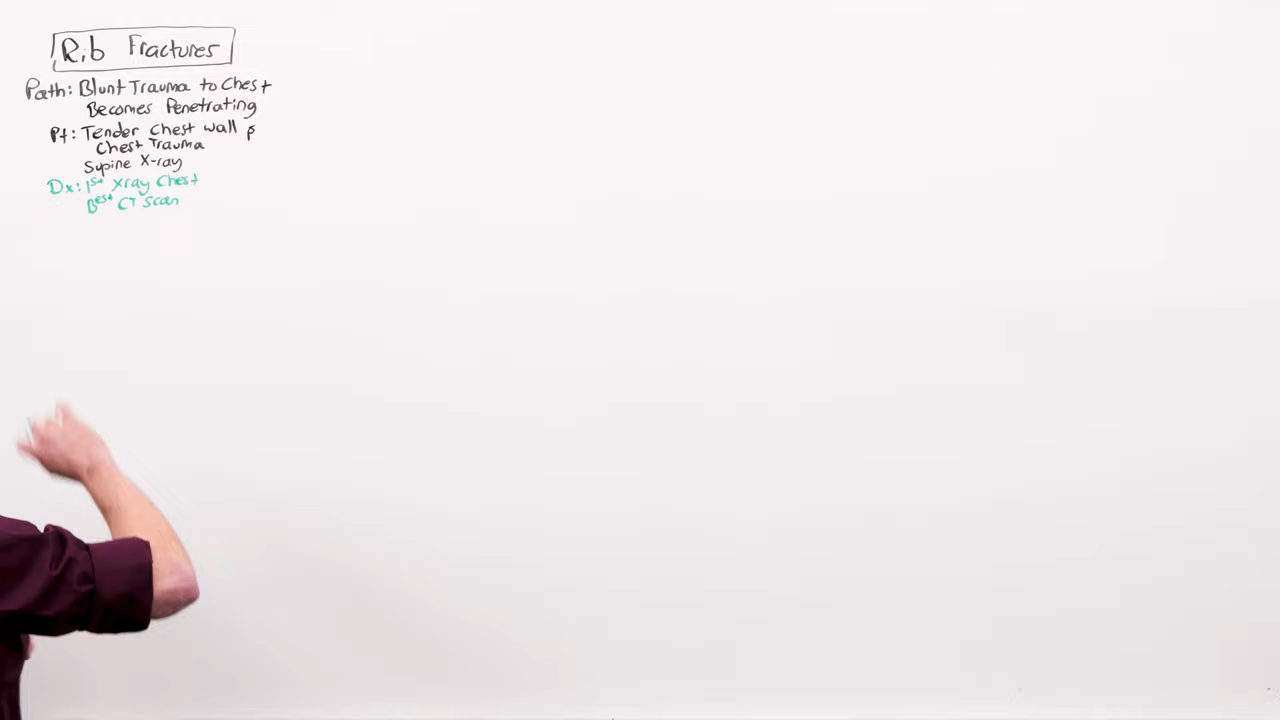 Rib Fractures
Path: Blunt Trauma to Chest
Becomes Penetrating
Pt: Tender Chest wall p̄
Chest Trauma
Supine X-ray
Dx: 1st Xray Chest
Best CT Scan